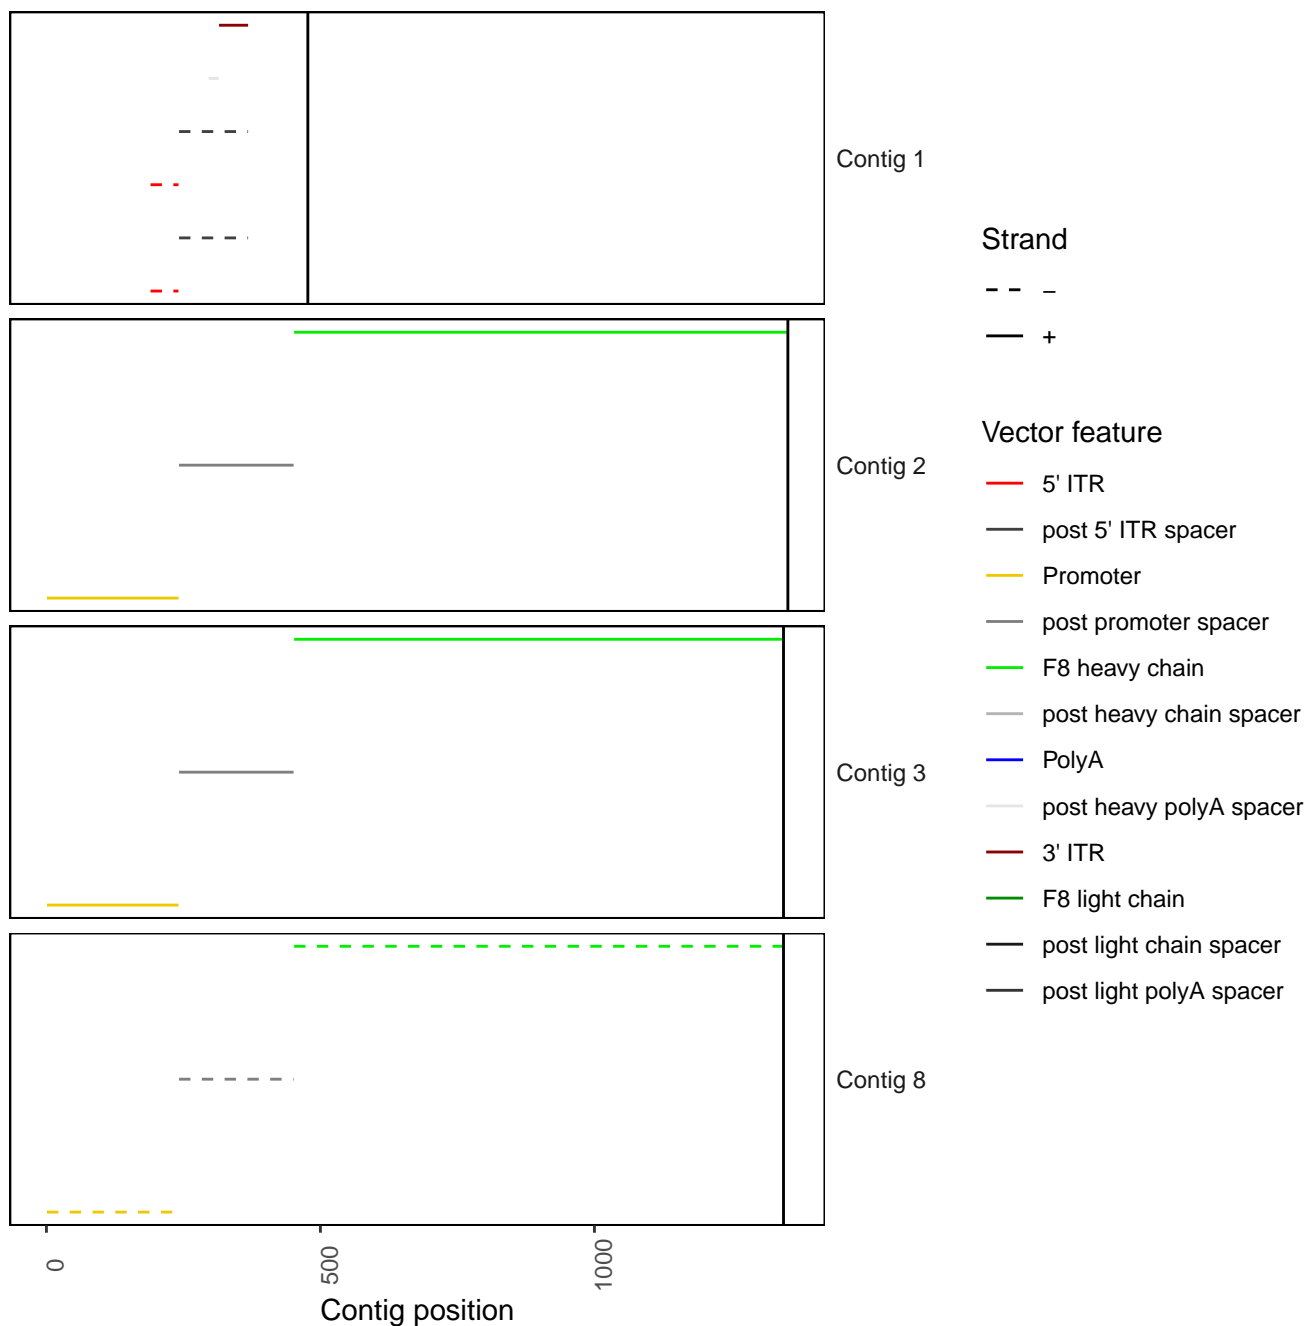 Contig 1
Contig 2
Contig 3
Contig 8
0
500
1000
Contig position
Strand
−
+
Vector feature
5' ITR
post 5' ITR spacer
Promoter
post promoter spacer
F8 heavy chain
post heavy chain spacer
PolyA
post heavy polyA spacer
3' ITR
F8 light chain
post light chain spacer
post light polyA spacer